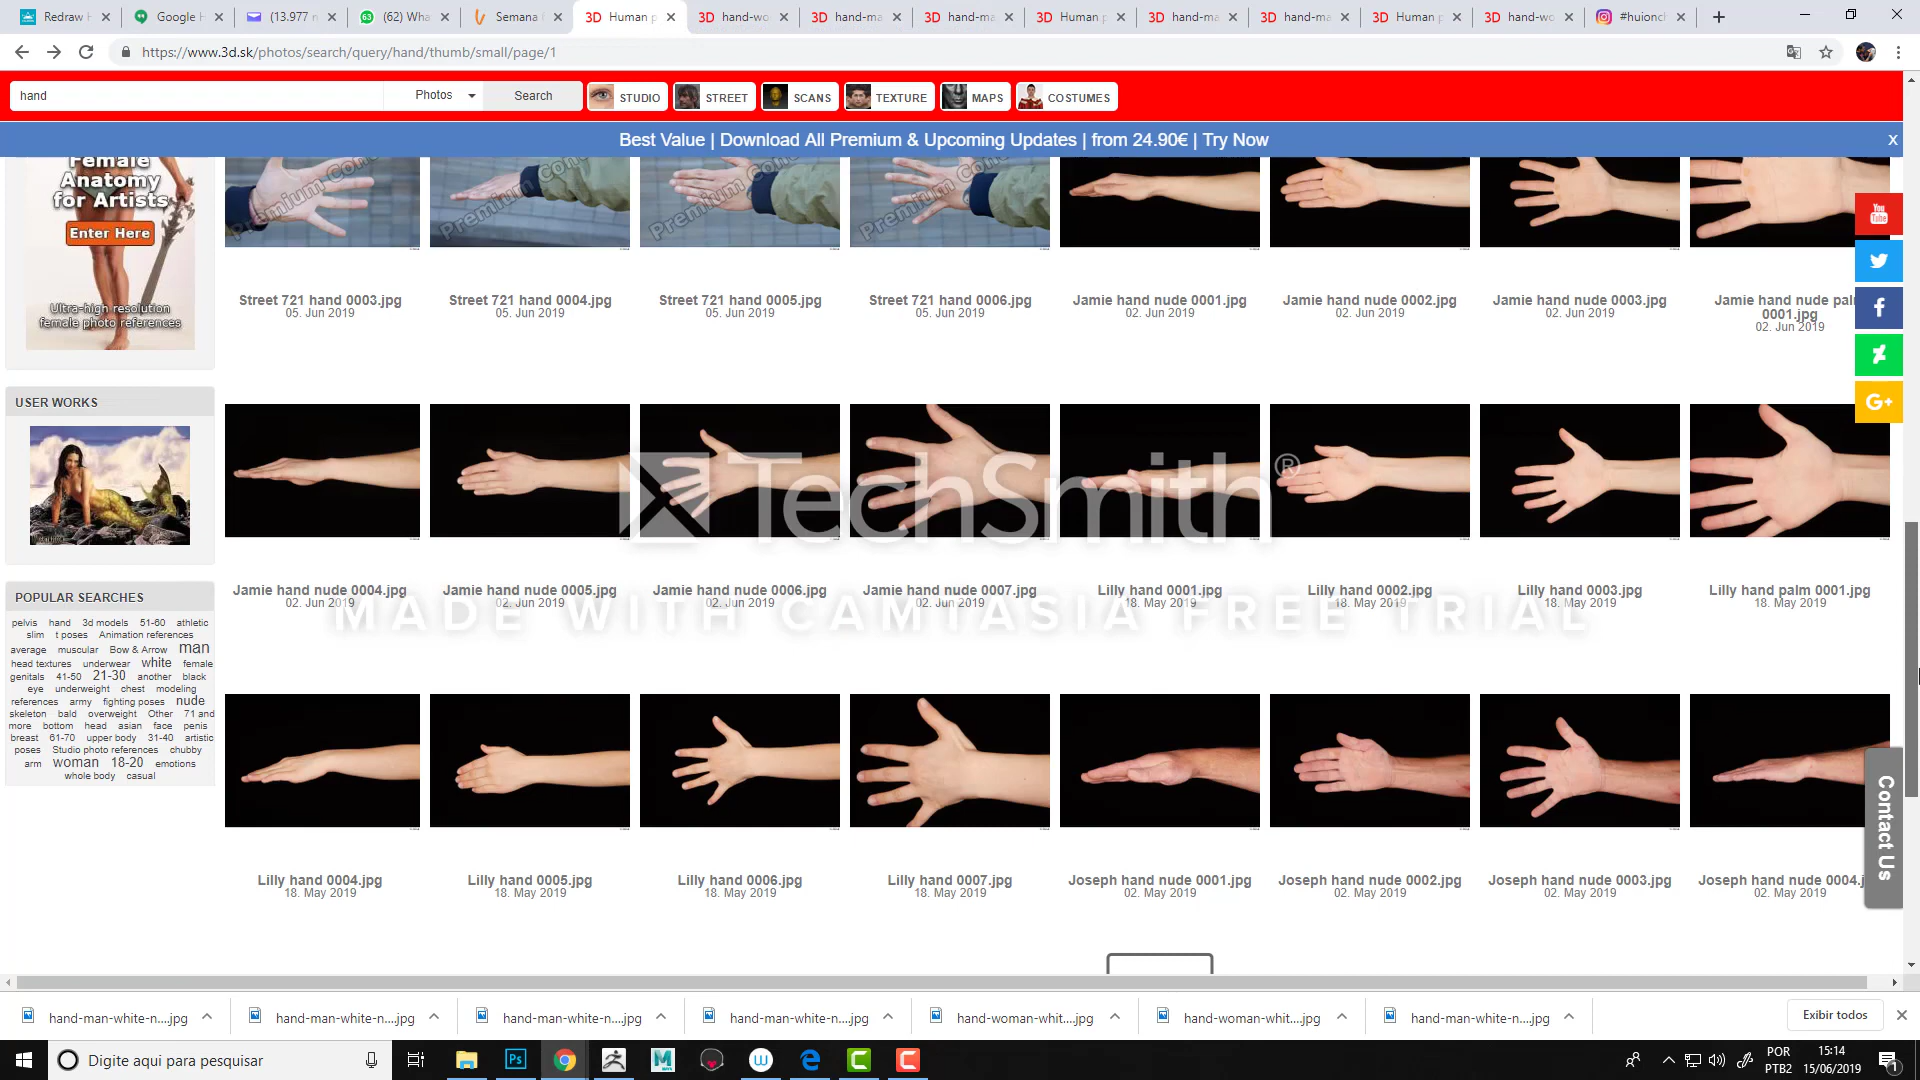 Redraw H
Google H
(13.977 n
(62) Wha
Semana
Human p
hand-wo
hand-ma
hand-ma
Human p
hand-ma
hand-ma
Human p
hand-wo
#huionch
https://www.3d.sk/photos/search/query/hand/thumb/small/page/1
hand
Photos
Search
STUDIO
STREET
SCANS
TEXTURE
MAPS
COSTUMES
Best Value | Download All Premium & Upcoming Updates | from 24.90€ | Try Now
X
Female
Anatomy
for Artists
Enter Here
Ultra-high resolution
female photo references
Street 721 hand 0003.jpg
05. Jun 2019
Street 721 hand 0004.jpg
05. Jun 2019
Street 721 hand 0005.jpg
05. Jun 2019
Street 721 hand 0006.jpg
05. Jun 2019
Jamie hand nude 0001.jpg
02. Jun 2019
Jamie hand nude 0002.jpg
02. Jun 2019
Jamie hand nude 0003.jpg
02. Jun 2019
Jamie hand nude pal
0001.jpg
02. Jun 2019
USER WORKS
TechSmith®
Jamie hand nude 0004.jpg
02. Jun 2019
Jamie hand nude 0005.jpg
02. Jun 2019
Jamie hand nude 0006.jpg
02. Jun 2019
Jamie hand nude 0007.jpg
02. Jun 2019
Lilly hand 0001.jpg
18. May 2019
Lilly hand 0002.jpg
18. May 2019
Lilly hand 0003.jpg
18. May 2019
Lilly hand palm 0001.jpg
18. May 2019
MADE WITH CAMTASIA FREE TRIAL
POPULAR SEARCHES
pelvis hand 3d models 51-60 athletic
slim t poses Animation references
average muscular Bow & Arrow man
head textures underwear white female
genitals 41-50 21-30 another black
eye underweight chest modeling
references army fighting poses nude
skeleton bald overweight Other 71 and
more bottom head asian face penis
breast 61-70 upper body 31-40 artistic
poses Studio photo references chubby
arm woman 18-20 emotions
whole body casual
Lilly hand 0004.jpg
18. May 2019
Lilly hand 0005.jpg
18. May 2019
Lilly hand 0006.jpg
18. May 2019
Lilly hand 0007.jpg
18. May 2019
Joseph hand nude 0001.jpg
02. May 2019
Joseph hand nude 0002.jpg
02. May 2019
Joseph hand nude 0003.jpg
02. May 2019
Joseph hand nude 0004.j
02. May 2019
Contact Us
hand-man-white-n....jpg
hand-man-white-n....jpg
hand-man-white-n....jpg
hand-man-white-n....jpg
hand-woman-whit....jpg
hand-woman-whit....jpg
hand-man-white-n....jpg
Exibir todos
Digite aqui para pesquisar
POR
PTB2
15:14
15/06/2019